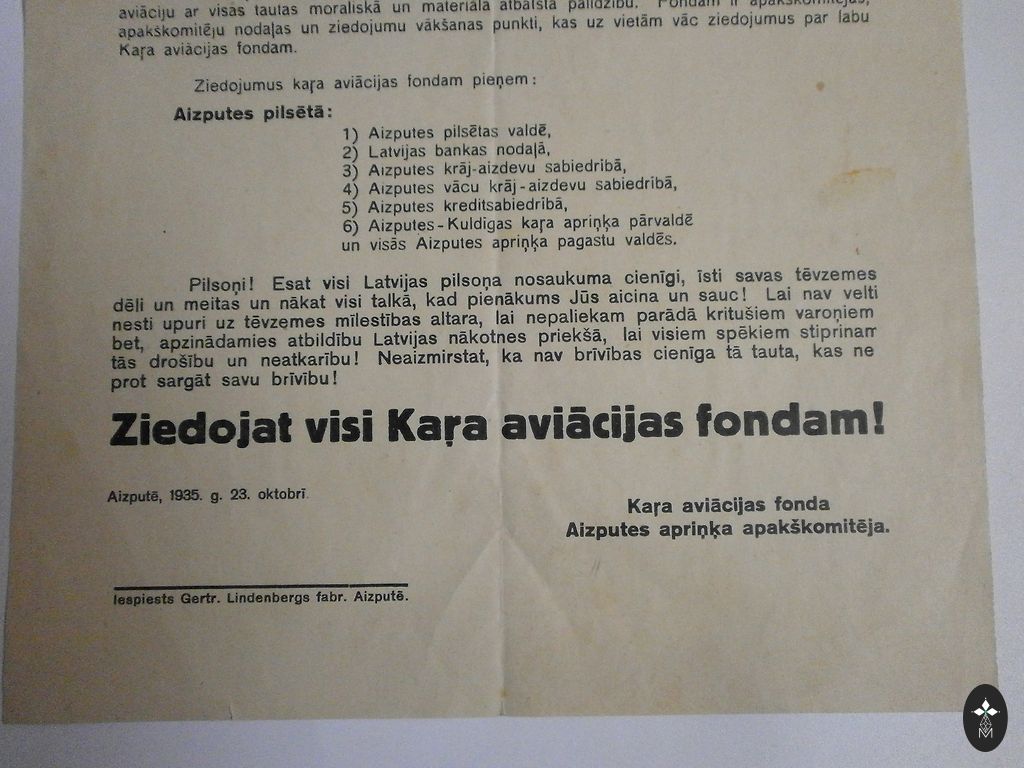 aviāciju ar visas tautas moraliskā un materiāla atbalsta palīdzību. Fondam ir apakškomitejas,
apakškomitēju nodaļas un ziedojumu vākšanas punkti, kas uz vietām vāc ziedojumus par labu
Kaŗa aviācijas fondam.
Ziedojumus kaŗa aviācijas fondam pieņem:
Aizputes pilsētā:
1) Aizputes pilsētas valdē,
2) Latvijas bankas nodaļā,
3) Aizputes krāj-aizdevu sabiedrībā,
4) Aizputes vācu krāj-aizdevu sabiedrībā,
5) Aizputes kreditsabiedrībā,
6) Aizputes-Kuldīgas kaŗa apriņķa pārvaldē
un visās Aizputes apriņķa pagastu valdēs.
Pilsoņi! Esat visi Latvijas pilsoņa nosaukuma cienīgi, īsti savas tēvzemes
dēli un meitas un nākat visi talkā, kad pienākums Jūs aicina un sauc! Lai nav velti
nesti upuri uz tēvzemes mīlestības altara, lai nepaliekam parādā kritušiem varoņiem
bet, apzinādamies atbildību Latvijas nākotnes priekšā, lai visiem spēkiem stiprinam
tās drošību un neatkarību! Neaizmirstat, ka nav brīvības cienīga tā tauta, kas ne
prot sargāt savu brīvību!
Ziedojat visi Kaŗa aviācijas fondam!
Aizputē, 1935. g. 23. oktobrī.
Kaŗa aviācijas fonda
Aizputes apriņķa apakškomitēja.
Iespiests Gertr. Lindenbergs fabr. Aizputē.
M